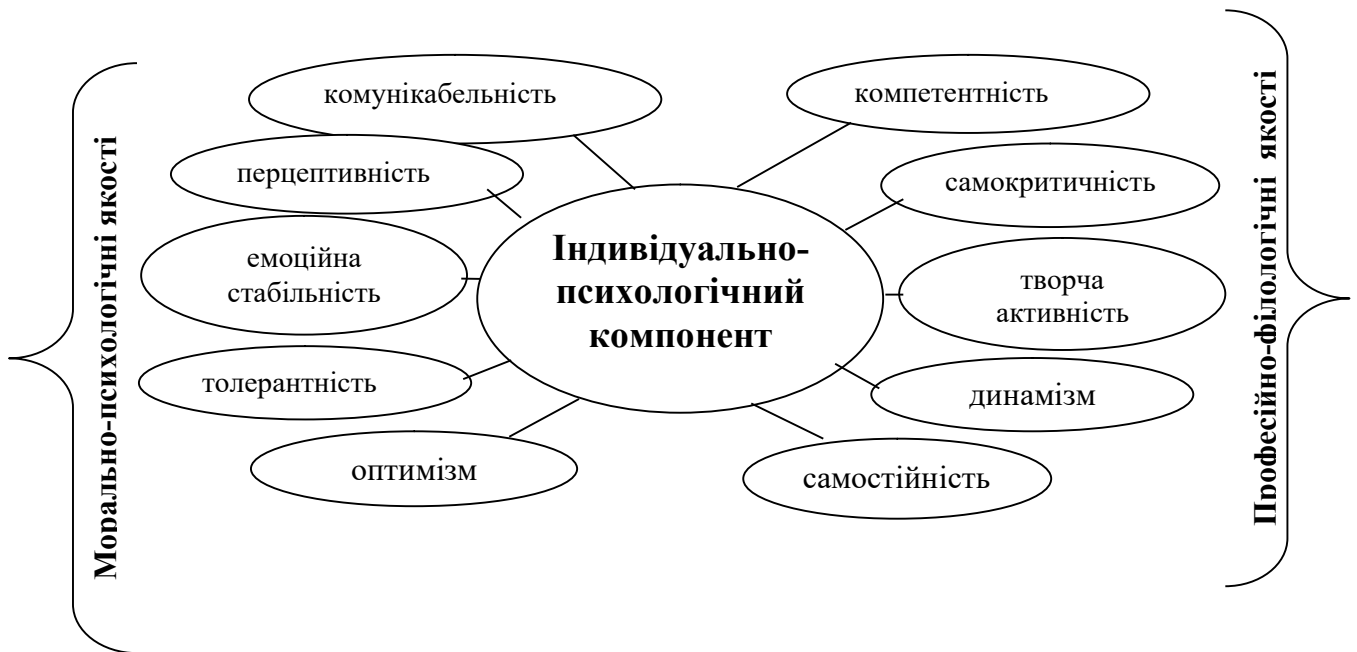 Морально-психологічні якості
комунікабельність
перцептивність
емоційна
стабільність
толерантність
оптимізм
Індивідуально-
психологічний
компонент
компетентність
самокритичність
творча
активність
динамізм
самостійність
Професійно-філологічні якості